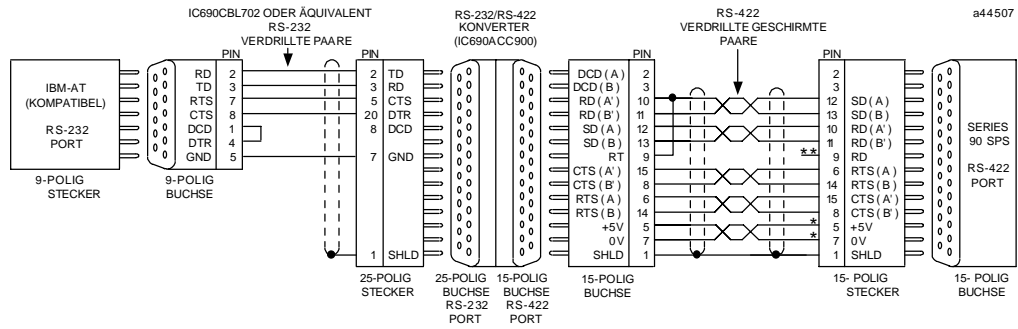 IC690CBL702 ODER ÄQUIVALENT
RS-232
VERDRILLTE PAARE
RS-232/RS-422
KONVERTER
(IC690ACC900)
RS-422
VERDRILLTE GESCHIRMTE
PAARE
a44507
IBM-AT
(KOMPATIBEL)
RS-232
PORT
9-POLIG
STECKER
PIN
RD 2
TD 3
RTS 7
CTS 8
DCD 1
DTR 4
GND 5
9-POLIG
BUCHSE
PIN
2 TD
3 RD
5 CTS
20 DTR
8 DCD
7 GND
1 SHLD
25-POLIG
STECKER
25-POLIG
BUCHSE
RS-232
PORT
15-POLIG
BUCHSE
RS-422
PORT
PIN
DCD(A) 2
DCD(B) 3
RD(A') 10
RD(B') 11
SD(A) 12
SD(B) 13
RT 9
CTS(A') 15
CTS(B') 8
RTS(A) 6
RTS(B) 14
+5V 5
0V 7
SHLD 1
15-POLIG
BUCHSE
PIN
2
3
12 SD(A)
13 SD(B)
10 RD(A')
11 RD(B')
** 9 RD
6 RTS(A)
14 RTS(B)
15 CTS(A')
8 CTS(B')
* 5 +5V
* 7 0V
1 SHLD
15- POLIG
STECKER
SERIES
90 SPS
RS-422
PORT
15- POLIG
BUCHSE